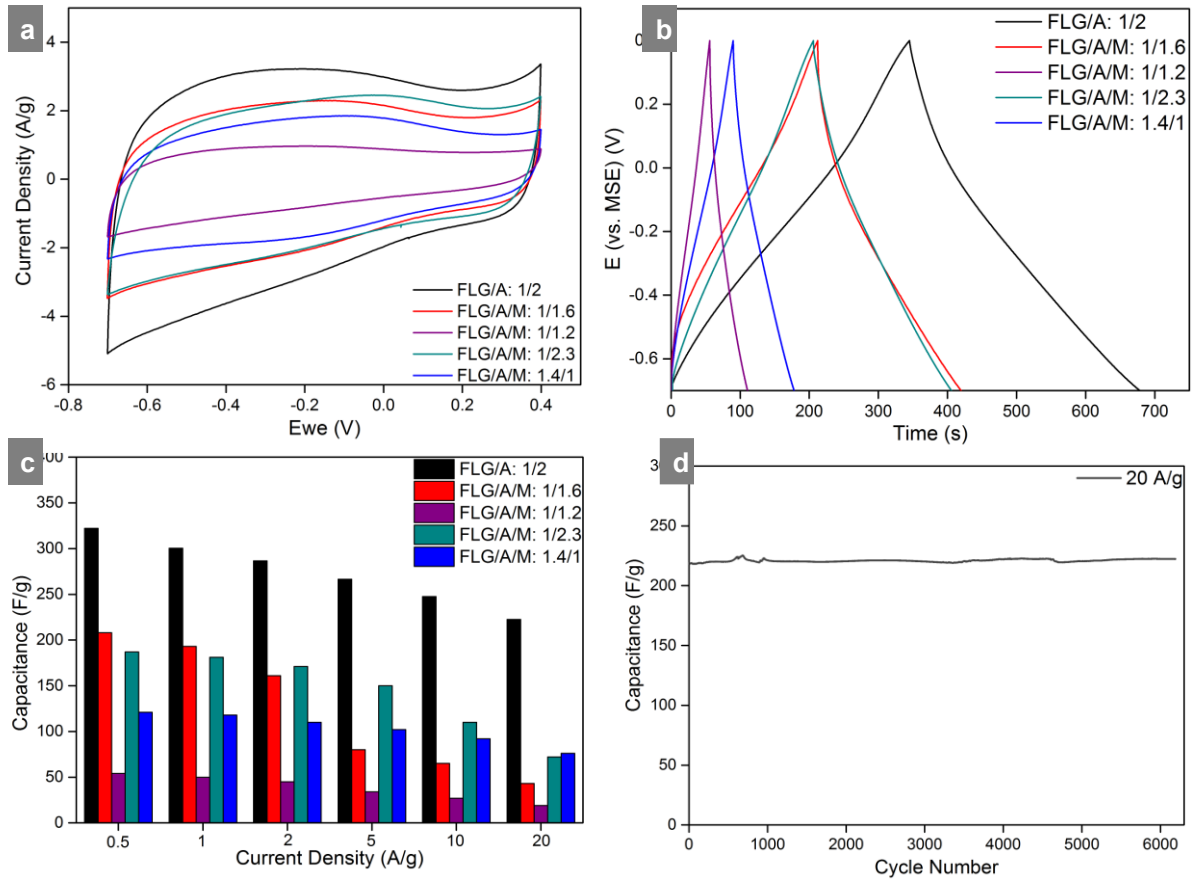 a
Current Density (A/g)
4
2
0
-2
-4
-6
-0.8
-0.6
-0.4
-0.2
0.0
0.2
0.4
Ewe (V)
FLG/A: 1/2
FLG/A/M: 1/1.6
FLG/A/M: 1/1.2
FLG/A/M: 1/2.3
FLG/A/M: 1.4/1
b
E (vs. MSE) (V)
0.2
0.0
-0.2
-0.4
-0.6
0
100
200
300
400
500
600
700
Time (s)
FLG/A: 1/2
FLG/A/M: 1/1.6
FLG/A/M: 1/1.2
FLG/A/M: 1/2.3
FLG/A/M: 1.4/1
c
Capacitance (F/g)
350
300
250
200
150
100
50
0
0.5
1
2
5
10
20
Current Density (A/g)
FLG/A: 1/2
FLG/A/M: 1/1.6
FLG/A/M: 1/1.2
FLG/A/M: 1/2.3
FLG/A/M: 1.4/1
d
Capacitance (F/g)
250
200
150
100
50
0
0
1000
2000
3000
4000
5000
6000
Cycle Number
20 A/g